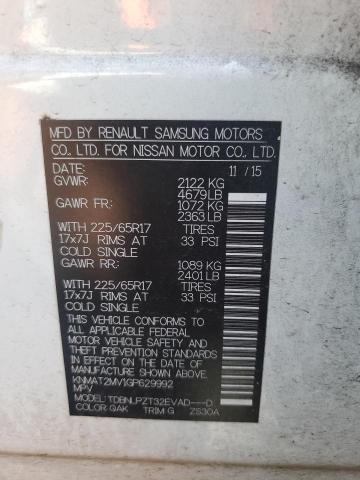 MFD BY RENAULT SAMSUNG MOTORS
CO., LTD. FOR NISSAN MOTOR CO., LTD.
DATE: 11 / 15
GVWR: 2122 KG
4679 LB
GAWR FR: 1072 KG
2363 LB
WITH 225/65R17 TIRES
17x7J RIMS AT 33 PSI
COLD SINGLE
GAWR RR: 1089 KG
2401 LB
WITH 225/65R17 TIRES
17x7J RIMS AT 33 PSI
COLD SINGLE
THIS VEHICLE CONFORMS TO
ALL APPLICABLE FEDERAL
MOTOR VEHICLE SAFETY
STANDARDS IN EFFECT ON
THE DATE OF
MANUFACTURE SHOWN ABOVE.
KNMAT2MV1GP629992
MPV
MODEL: TDBNLPZT32EVAD---D
COLOR QAK TRIM G ZS30A